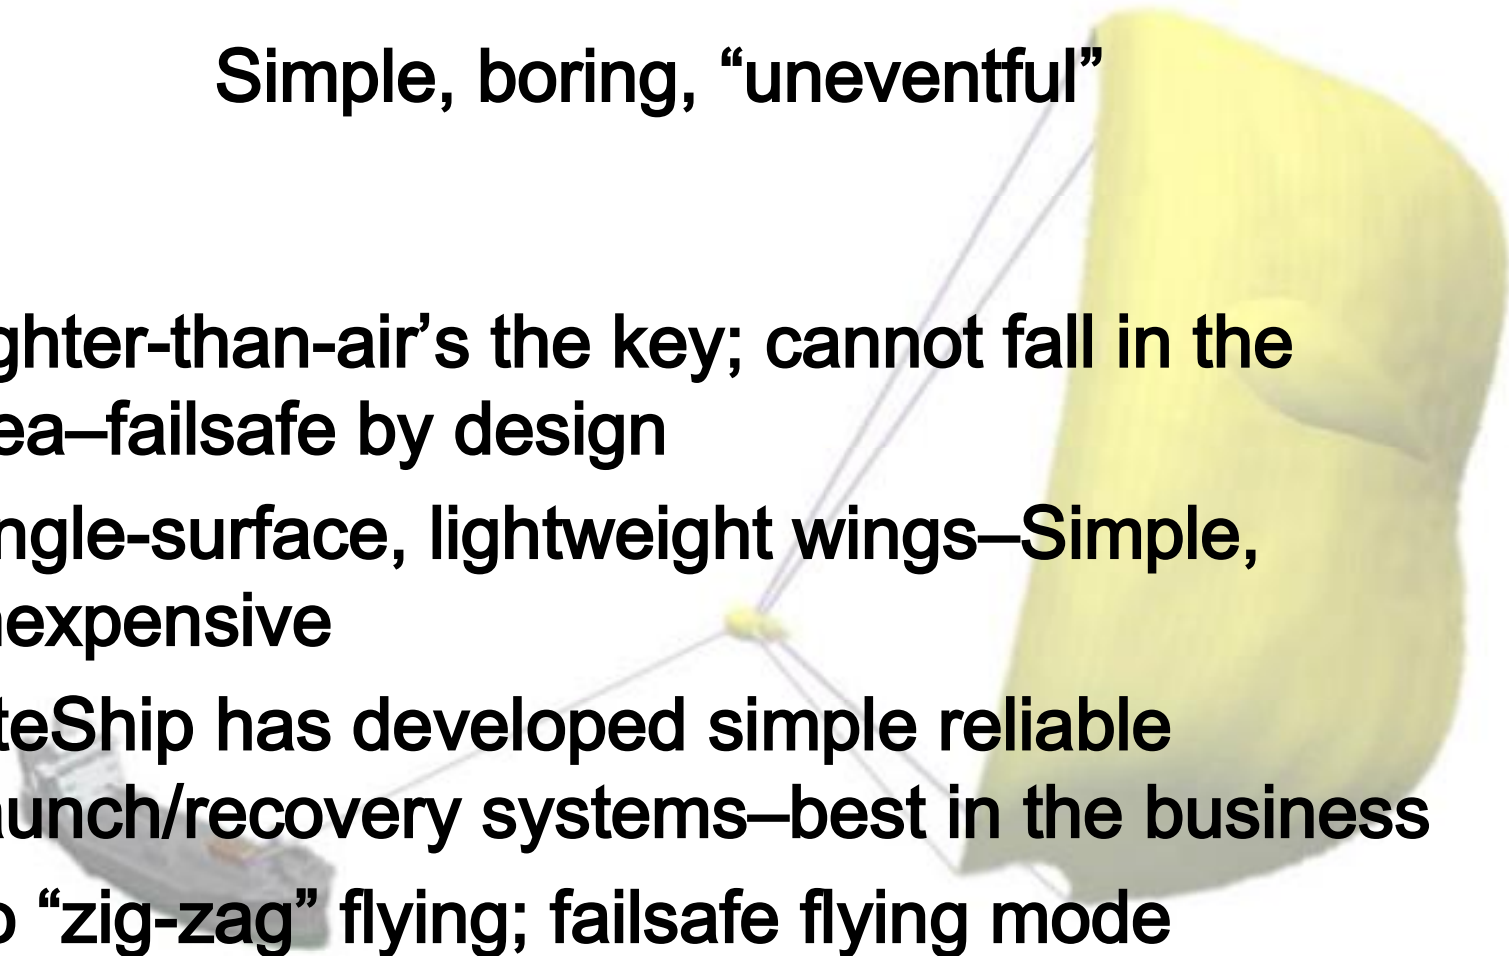 Simple, boring, “uneventful”
ghter-than-air’s the key; cannot fall in the
ea–failsafe by design
ngle-surface, lightweight wings–Simple,
nexpensive
teShip has developed simple reliable
aunch/recovery systems–best in the business
o “zig-zag” flying; failsafe flying mode